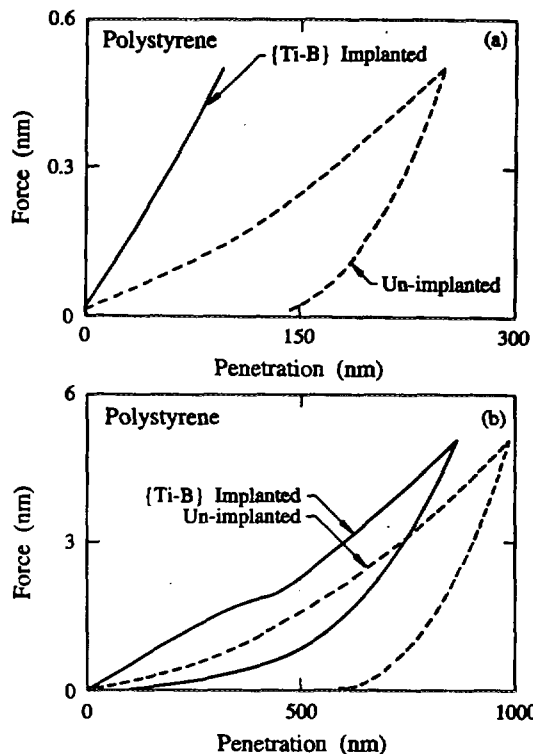 Polystyrene
(a)
{Ti-B} Implanted
Un-implanted
0.6
0.3
0
Force (nm)
0
150
300
Penetration (nm)
Polystyrene
(b)
{Ti-B} Implanted
Un-implanted
6
3
0
Force (nm)
0
500
1000
Penetration (nm)